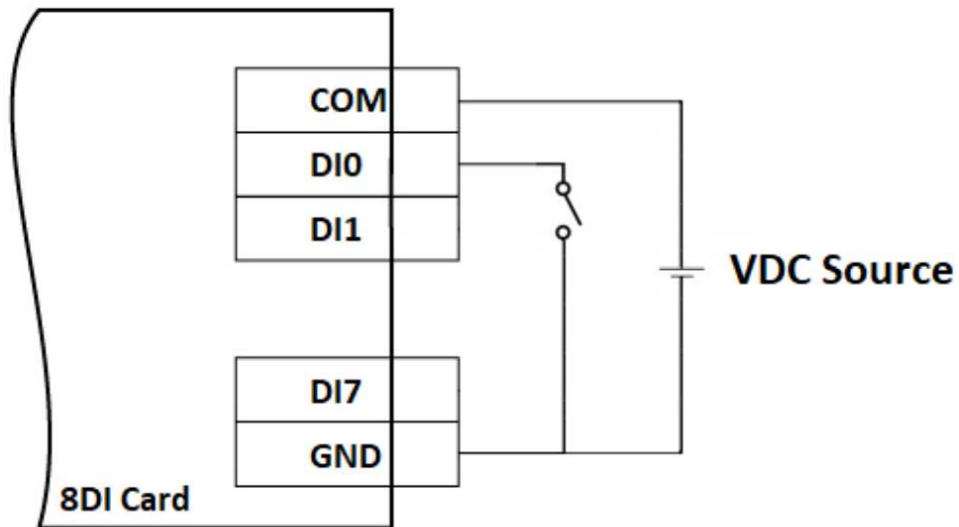 COM
DI0
DI1
VDC Source
DI7
GND
8DI Card